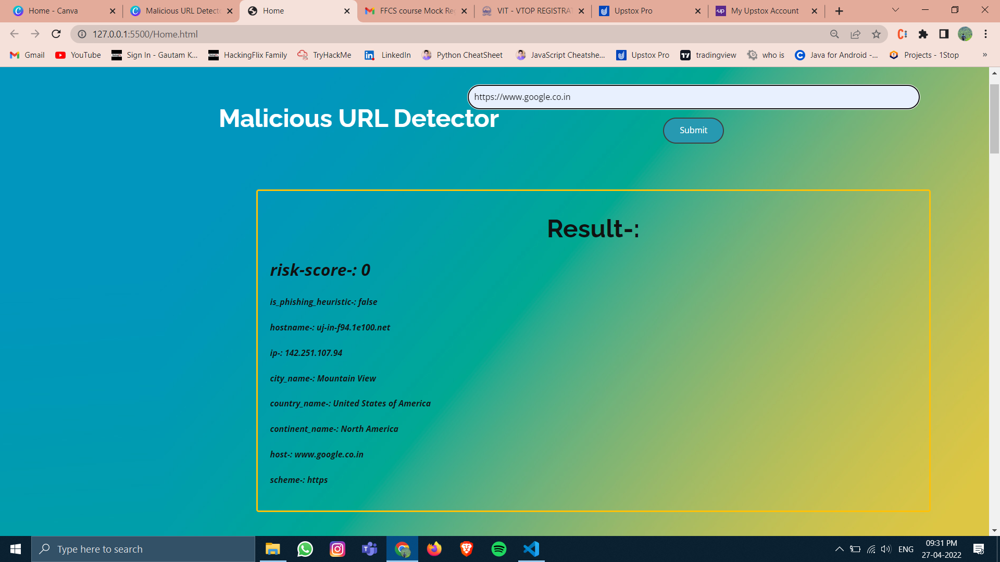 Home - Canva
Malicious URL Detect
Home
FFCS course Mock Re
VIT - VTOP REGISTRAT
Upstox Pro
My Upstox Account
127.0.0.1:5500/Home.html
Gmail
YouTube
Sign In - Gautam K...
HackingFlix Family
TryHackMe
LinkedIn
Python CheatSheet
JavaScript Cheatshe...
Upstox Pro
tradingview
who is
Java for Android -...
Projects - 1Stop
»
https://www.google.co.in
Malicious URL Detector
Submit
Result-:
risk-score-: 0
is_phishing_heuristic-: false
hostname-: uj-in-f94.1e100.net
ip-: 142.251.107.94
city_name-: Mountain View
country_name-: United States of America
continent_name-: North America
host-: www.google.co.in
scheme-: https
Type here to search
ENG
09:31 PM
27-04-2022